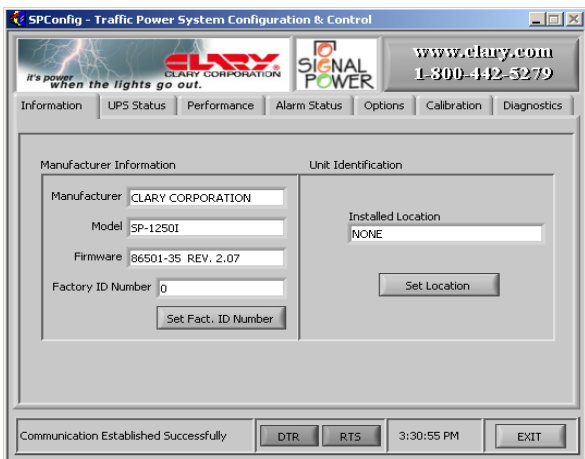 SPConfig - Traffic Power System Configuration & Control
it's power
when the lights go out.
CLARY
CLARY CORPORATION
SIGNAL
POWER
www.clary.com
1-800-442-5279
Information UPS Status Performance Alarm Status Options Calibration Diagnostics
Manufacturer Information Unit Identification
Manufacturer CLARY CORPORATION
Installed Location
Model SP-1250I
NONE
Firmware 86501-35 REV. 2.07
Factory ID Number 0
Set Location
Set Fact. ID Number
Communication Established Successfully DTR RTS 3:30:55 PM EXIT